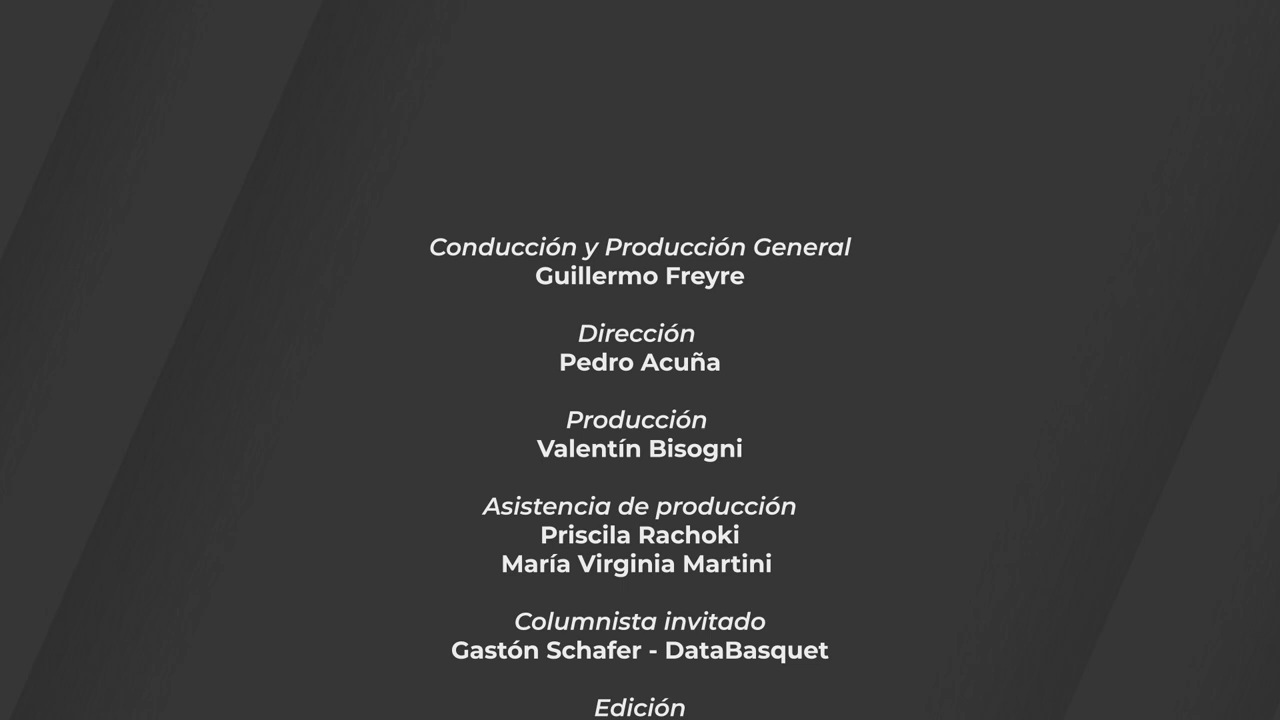 Conducción y Producción General
Guillermo Freyre
Dirección
Pedro Acuña
Producción
Valentín Bisogni
Asistencia de producción
Priscila Rachoki
María Virginia Martini
Columnista invitado
Gastón Schafer - DataBasquet
Edición